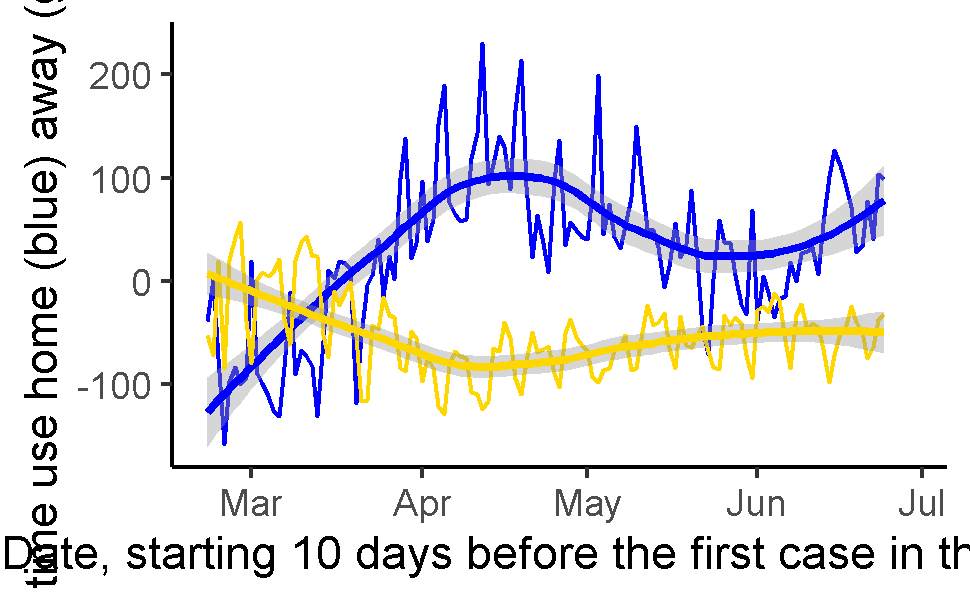 time use home (blue) away (
200
100
0
-100
Mar Apr May Jun Jul
Date, starting 10 days before the first case in th